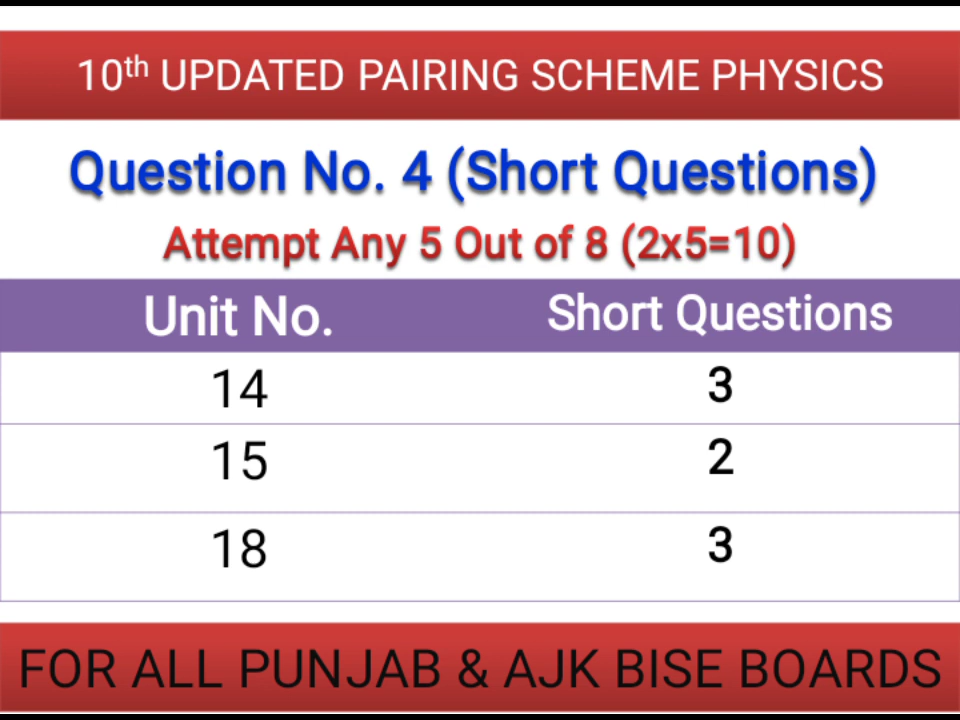 10th UPDATED PAIRING SCHEME PHYSICS
Question No. 4 (Short Questions)
Attempt Any 5 Out of 8 (2x5=10)
Unit No. Short Questions
14 3
15 2
18 3
FOR ALL PUNJAB & AJK BISE BOARDS